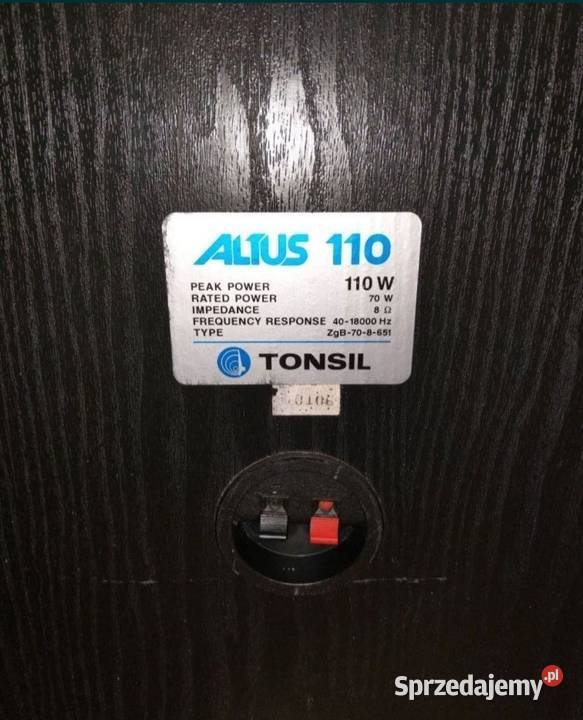 ALTUS 110
PEAK POWER 110 W
RATED POWER 70 W
IMPEDANCE 8 Ω
FREQUENCY RESPONSE 40-18000 Hz
TYPE ZgB-70-8-651
TONSIL
Sprzedajemy.pl